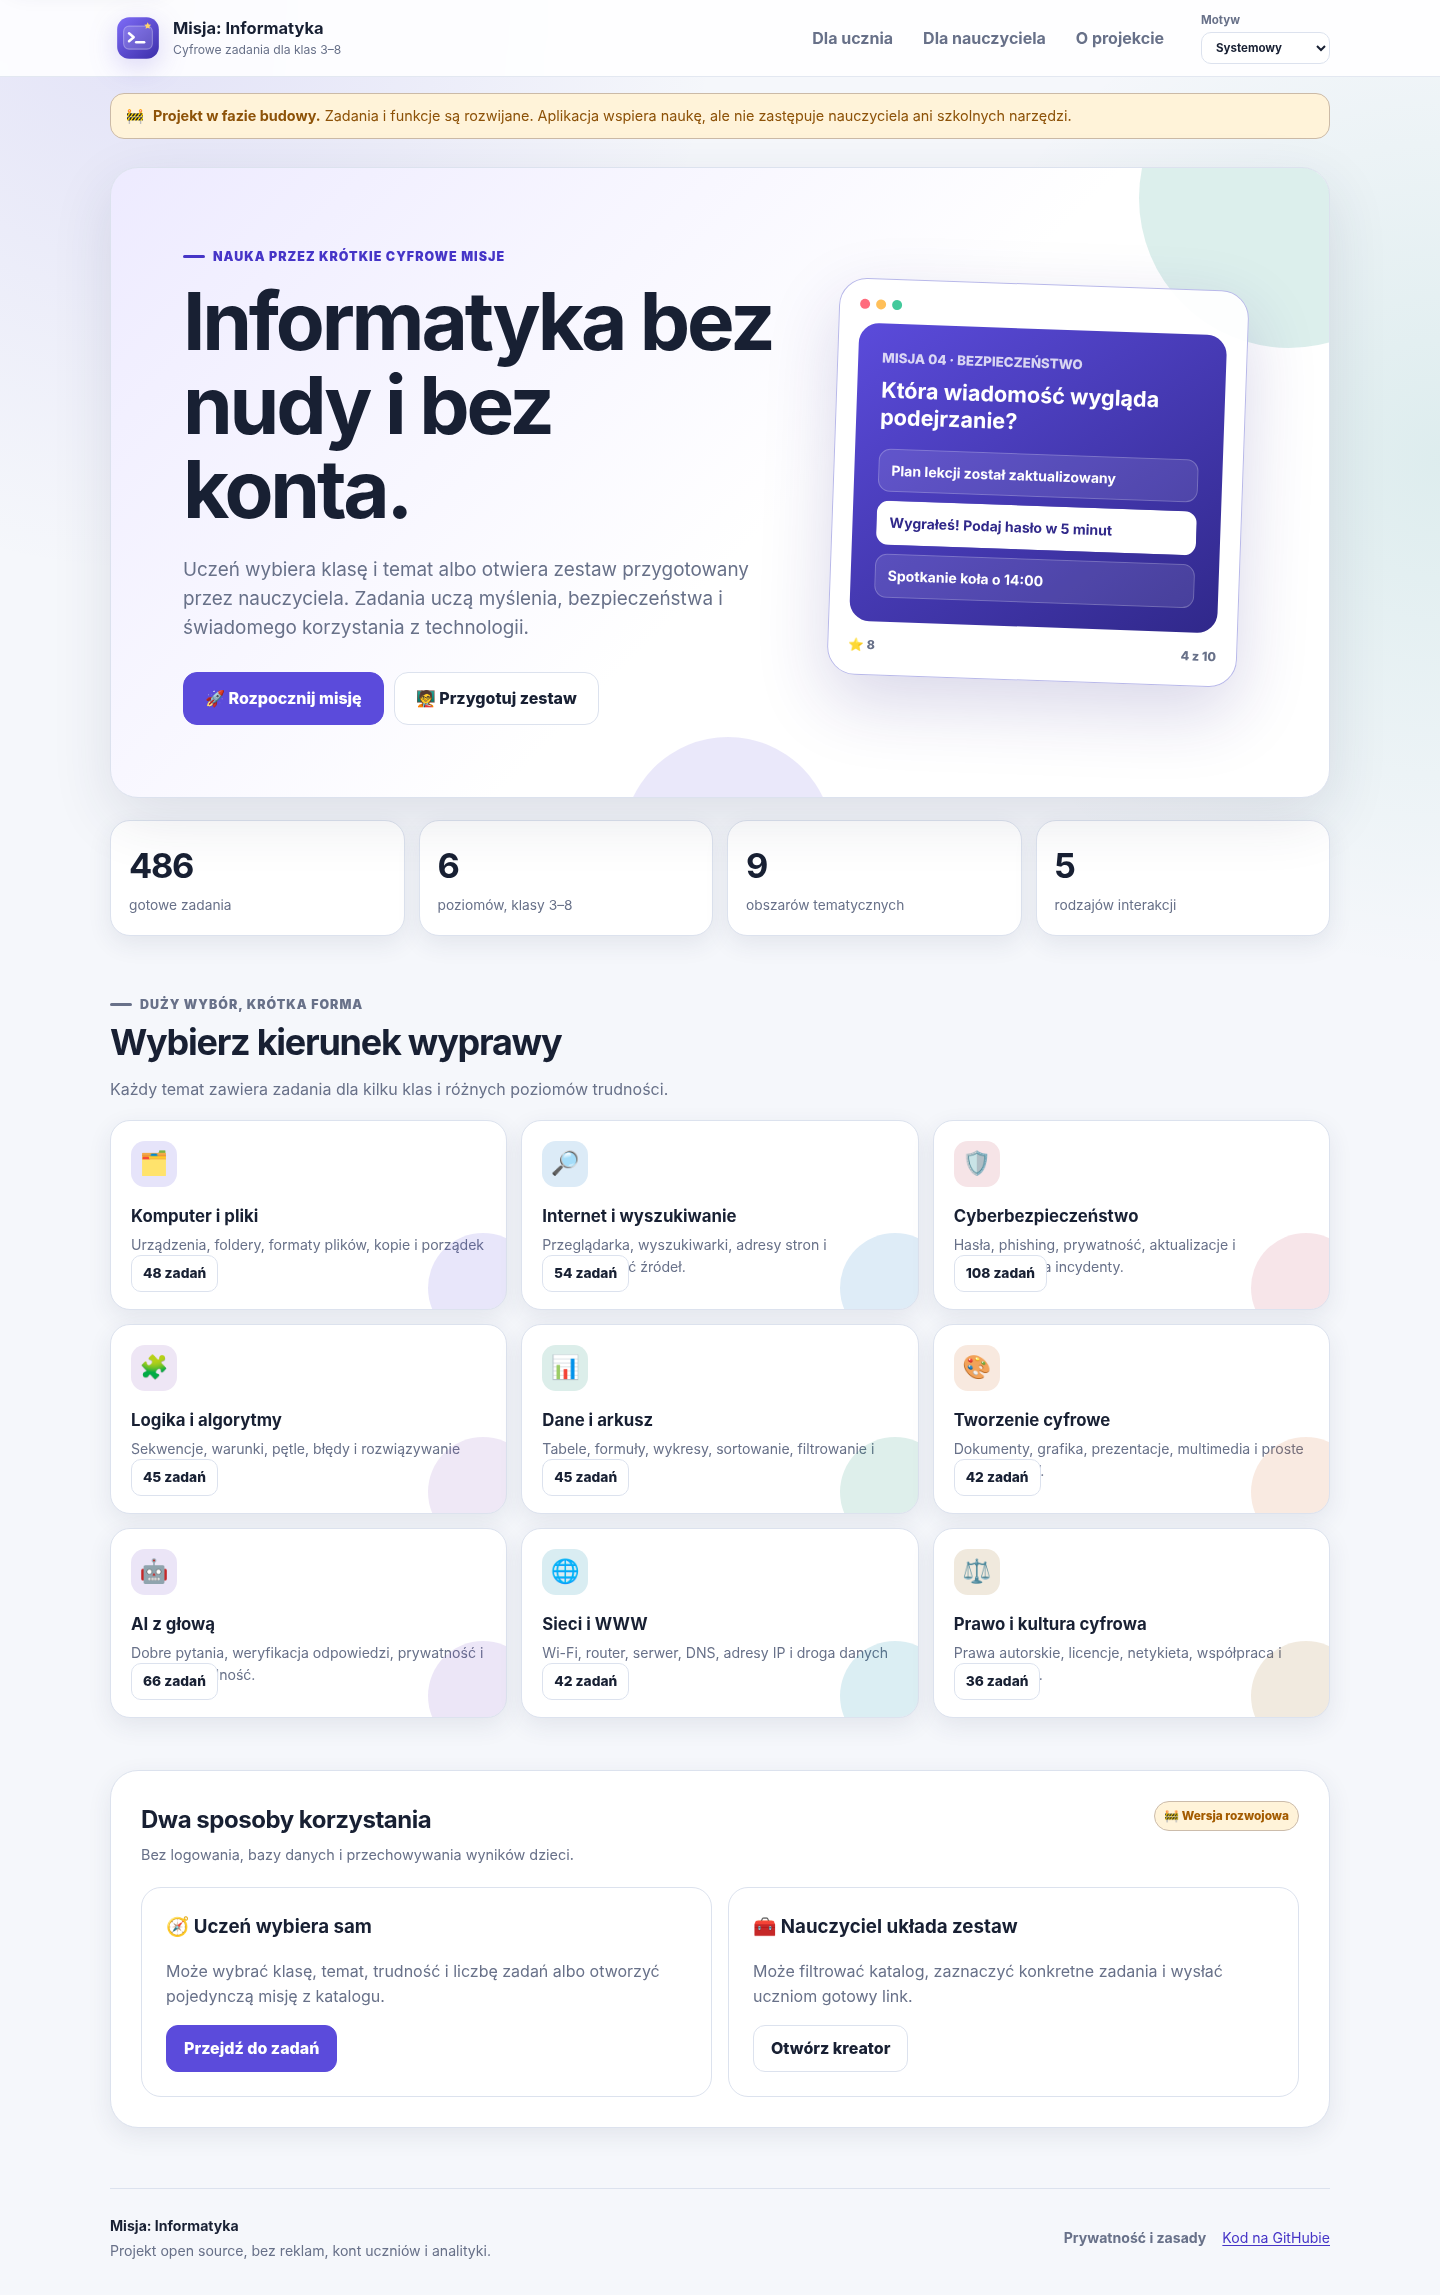 Misja: Informatyka
Cyfrowe zadania dla klas 3–8
Dla ucznia
Dla nauczyciela
O projekcie
Motyw
Systemowy
🚧 Projekt w fazie budowy. Zadania i funkcje są rozwijane. Aplikacja wspiera naukę, ale nie zastępuje nauczyciela ani szkolnych narzędzi.
NAUKA PRZEZ KRÓTKIE CYFROWE MISJE
Informatyka bez
nudy i bez
konta.
Uczeń wybiera klasę i temat albo otwiera zestaw przygotowany
przez nauczyciela. Zadania uczą myślenia, bezpieczeństwa i
świadomego korzystania z technologii.
🚀 Rozpocznij misję
🧑‍🏫 Przygotuj zestaw
MISJA 04 · BEZPIECZEŃSTWO
Która wiadomość wygląda
podejrzanie?
Plan lekcji został zaktualizowany
Wygrałeś! Podaj hasło w 5 minut
Spotkanie koła o 14:00
⭐ 8
4 z 10
486
gotowe zadania
6
poziomów, klasy 3–8
9
obszarów tematycznych
5
rodzajów interakcji
DUŻY WYBÓR, KRÓTKA FORMA
Wybierz kierunek wyprawy
Każdy temat zawiera zadania dla kilku klas i różnych poziomów trudności.
Komputer i pliki
Urządzenia, foldery, formaty plików, kopie i porządek
48 zadań
Internet i wyszukiwanie
Przeglądarka, wyszukiwarki, adresy stron i
źródeł.
54 zadań
Cyberbezpieczeństwo
Hasła, phishing, prywatność, aktualizacje i
incydenty.
108 zadań
Logika i algorytmy
Sekwencje, warunki, pętle, błędy i rozwiązywanie
45 zadań
Dane i arkusz
Tabele, formuły, wykresy, sortowanie, filtrowanie i
45 zadań
Tworzenie cyfrowe
Dokumenty, grafika, prezentacje, multimedia i proste
42 zadań
AI z głową
Dobre pytania, weryfikacja odpowiedzi, prywatność i
66 zadań
Sieci i WWW
Wi-Fi, router, serwer, DNS, adresy IP i droga danych
42 zadań
Prawo i kultura cyfrowa
Prawa autorskie, licencje, netykieta, współpraca i
36 zadań
Dwa sposoby korzystania
🚧 Wersja rozwojowa
Bez logowania, bazy danych i przechowywania wyników dzieci.
🧭 Uczeń wybiera sam
Może wybrać klasę, temat, trudność i liczbę zadań albo otworzyć
pojedynczą misję z katalogu.
Przejdź do zadań
🧰 Nauczyciel układa zestaw
Może filtrować katalog, zaznaczyć konkretne zadania i wysłać
uczniom gotowy link.
Otwórz kreator
Misja: Informatyka
Projekt open source, bez reklam, kont uczniów i analityki.
Prywatność i zasady
Kod na GitHubie